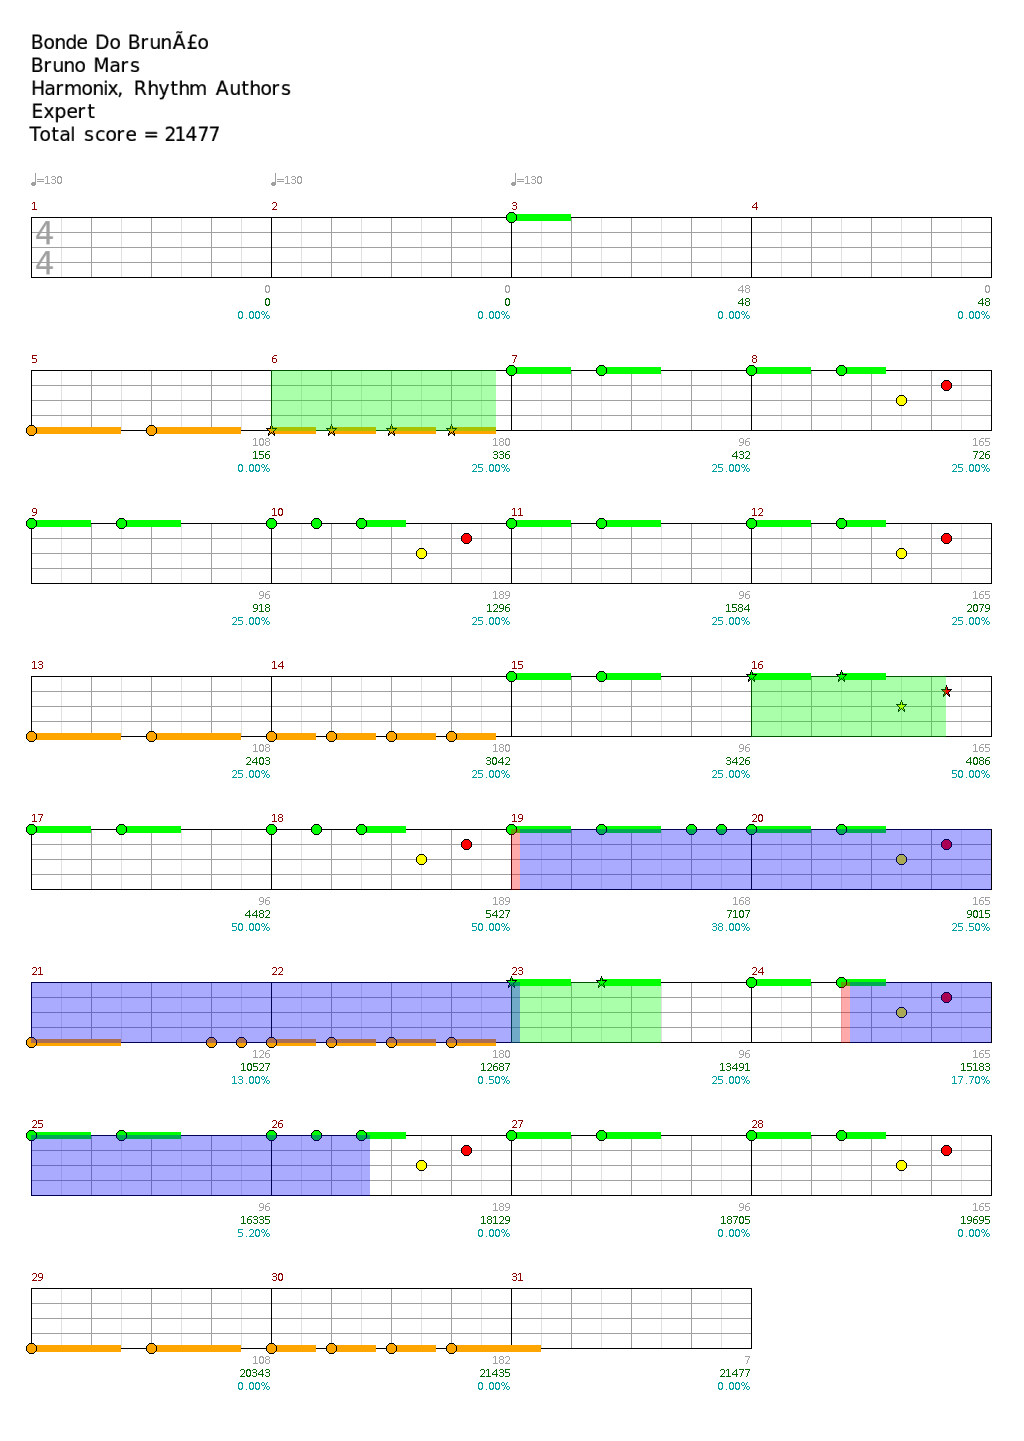 Bonde Do BrunÃ£o
Bruno Mars
Harmonix, Rhythm Authors
Expert
Total score = 21477
♩=130 ♩=130 ♩=130
1 2 3 4
4
4
0 0 48 0
0 0 48 48
0.00% 0.00% 0.00% 0.00%
5 6 7 8
108 180 96 165
156 336 432 726
0.00% 25.00% 25.00% 25.00%
9 10 11 12
96 189 96 165
918 1296 1584 2079
25.00% 25.00% 25.00% 25.00%
13 14 15 16
108 180 96 165
2403 3042 3426 4086
25.00% 25.00% 25.00% 50.00%
17 18 19 20
96 189 168 165
4482 5427 7107 9015
50.00% 50.00% 38.00% 25.50%
21 22 23 24
126 180 96 165
10527 12687 13491 15183
13.00% 0.50% 25.00% 17.70%
25 26 27 28
96 189 96 165
16335 18129 18705 19695
5.20% 0.00% 0.00% 0.00%
29 30 31
108 182 7
20343 21435 21477
0.00% 0.00% 0.00%